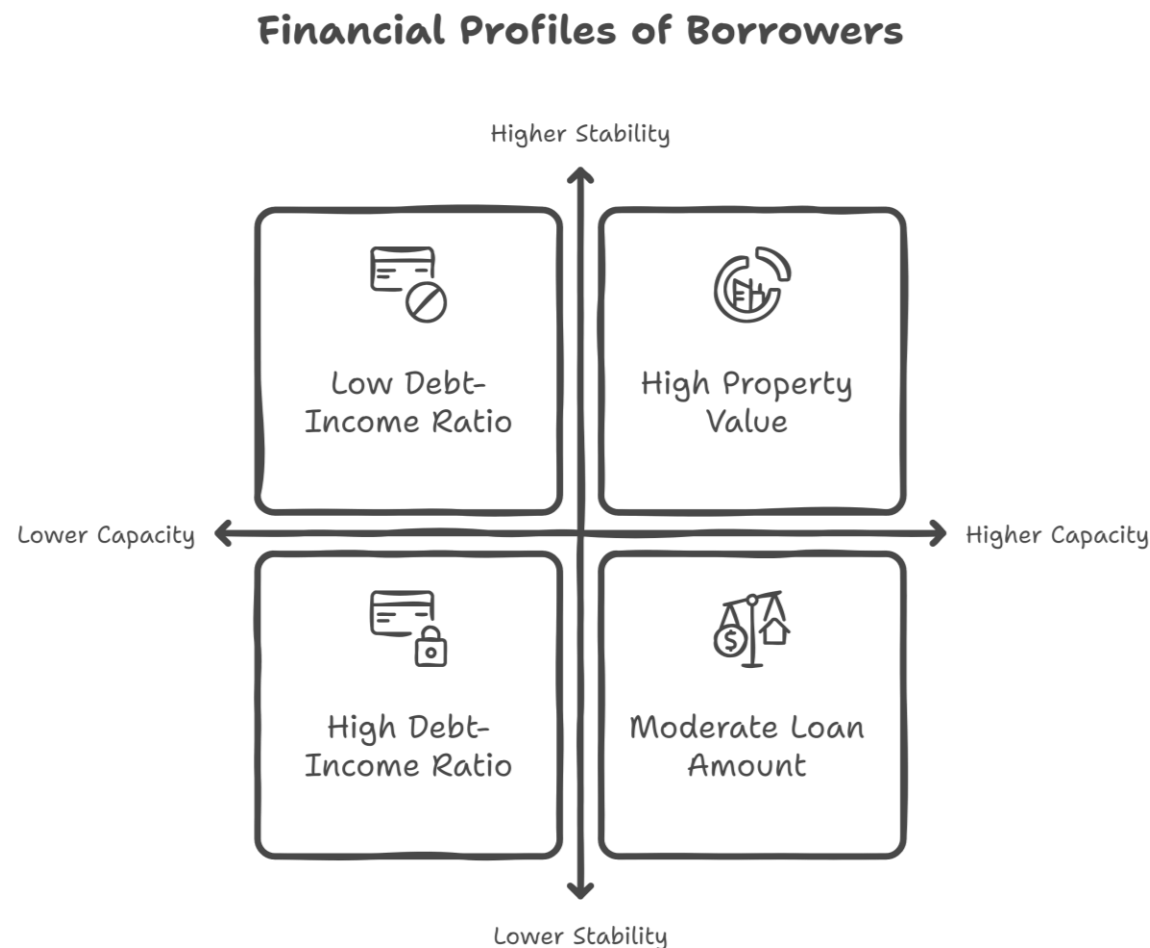 Financial Profiles of Borrowers
Higher Stability
Low Debt-
Income Ratio
High Property
Value
Lower Capacity
Higher Capacity
High Debt-
Income Ratio
$
Moderate Loan
Amount
Lower Stability